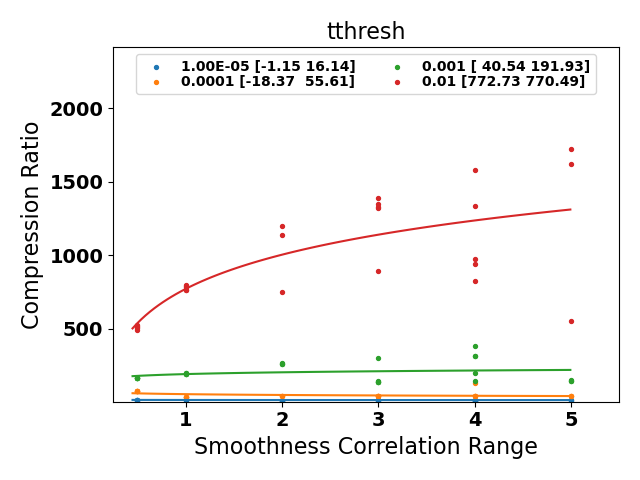 tthresh
1.00E-05 [-1.15 16.14]
0.0001 [-18.37  55.61]
0.001 [ 40.54 191.93]
0.01 [772.73 770.49]
Compression Ratio
2000
1500
1000
500
1 2 3 4 5
Smoothness Correlation Range